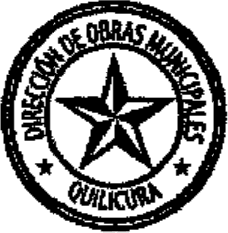 DIRECCIÓN DE OBRAS MUNICIPALES
QUILICURA